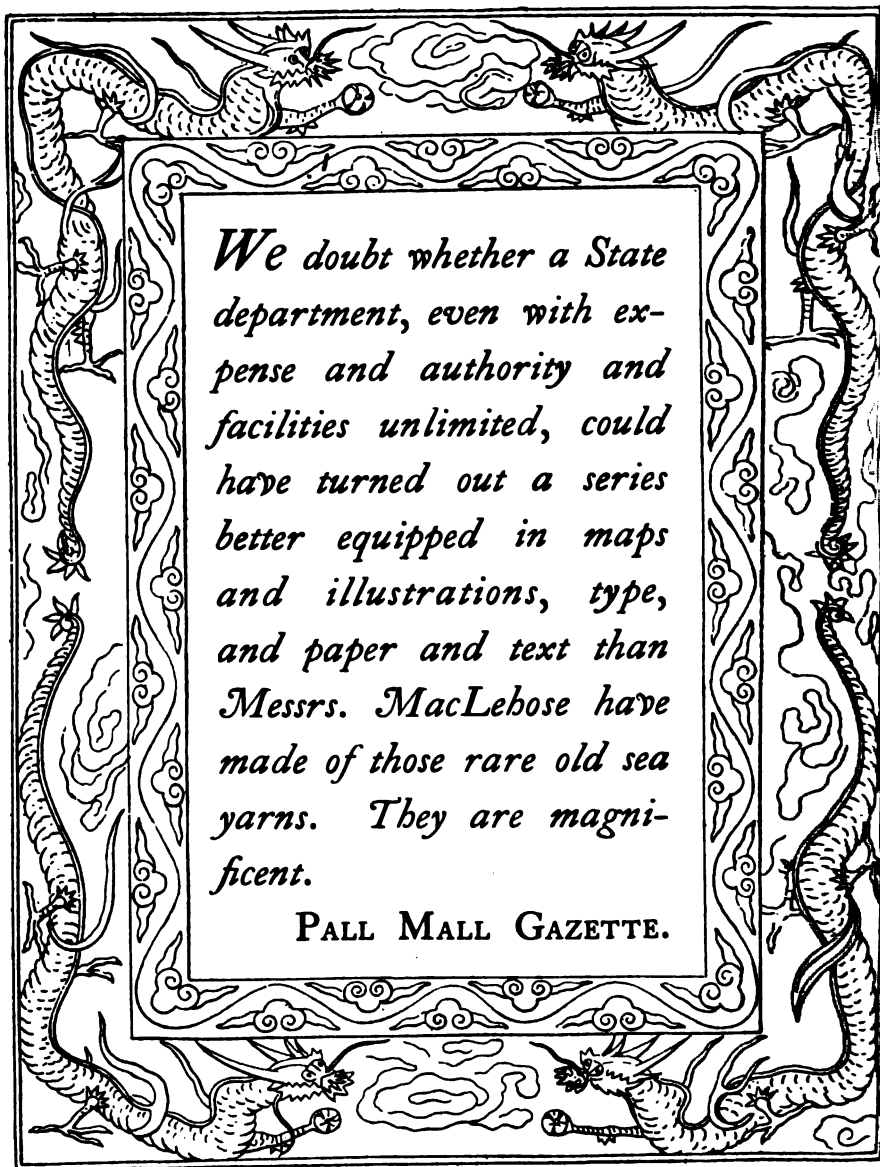 We doubt whether a State
department, even with ex-
pense and authority and
facilities unlimited, could
have turned out a series
better equipped in maps
and illustrations, type,
and paper and text than
Messrs. MacLehose have
made of those rare old sea
yarns. They are magni-
ficent.
PALL MALL GAZETTE.